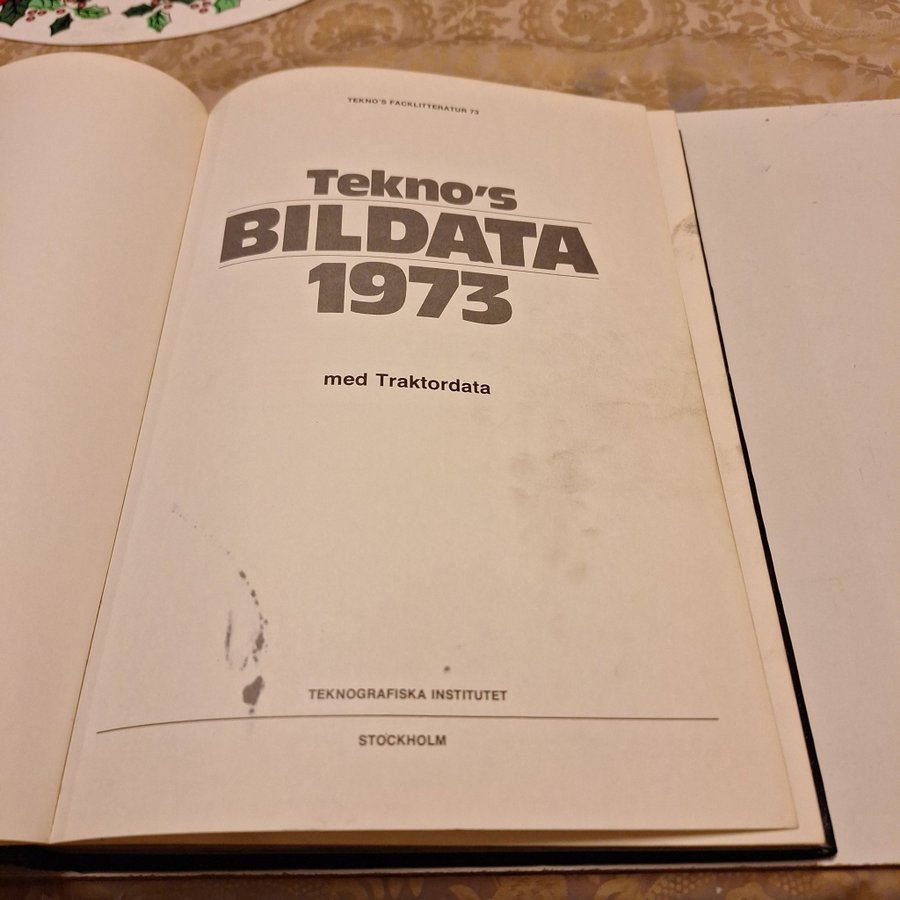 TEKNO'S FACKLITTERATUR 73
Tekno's
BILDATA
1973
med Traktordata
TEKNOGRAFISKA INSTITUTET
STOCKHOLM